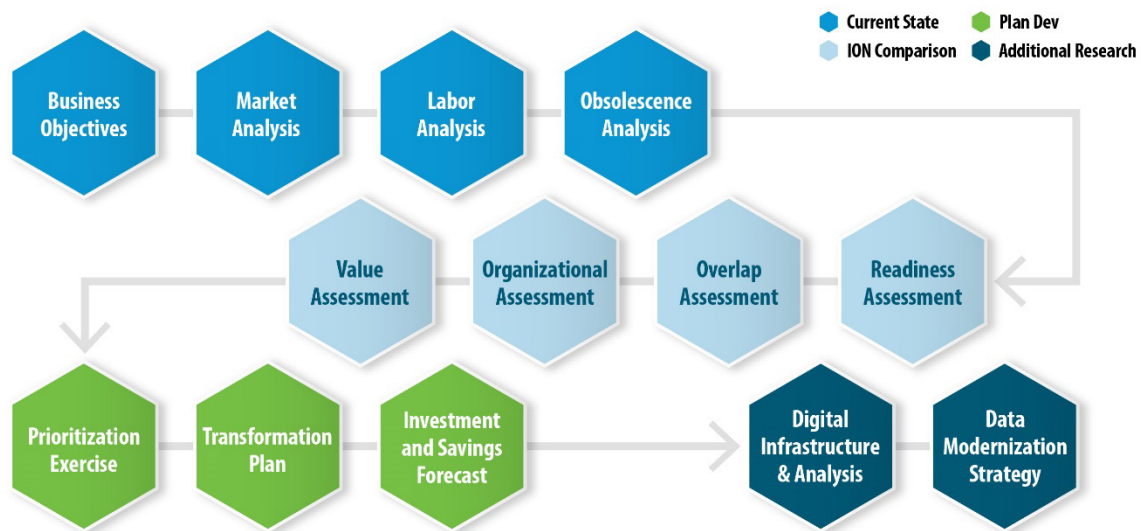 Current State
Plan Dev
ION Comparison
Additional Research
Business
Objectives
Market
Analysis
Labor
Analysis
Obsolescence
Analysis
Value
Assessment
Organizational
Assessment
Overlap
Assessment
Readiness
Assessment
Prioritization
Exercise
Transformation
Plan
Investment
and Savings
Forecast
Digital
Infrastructure
& Analysis
Data
Modernization
Strategy